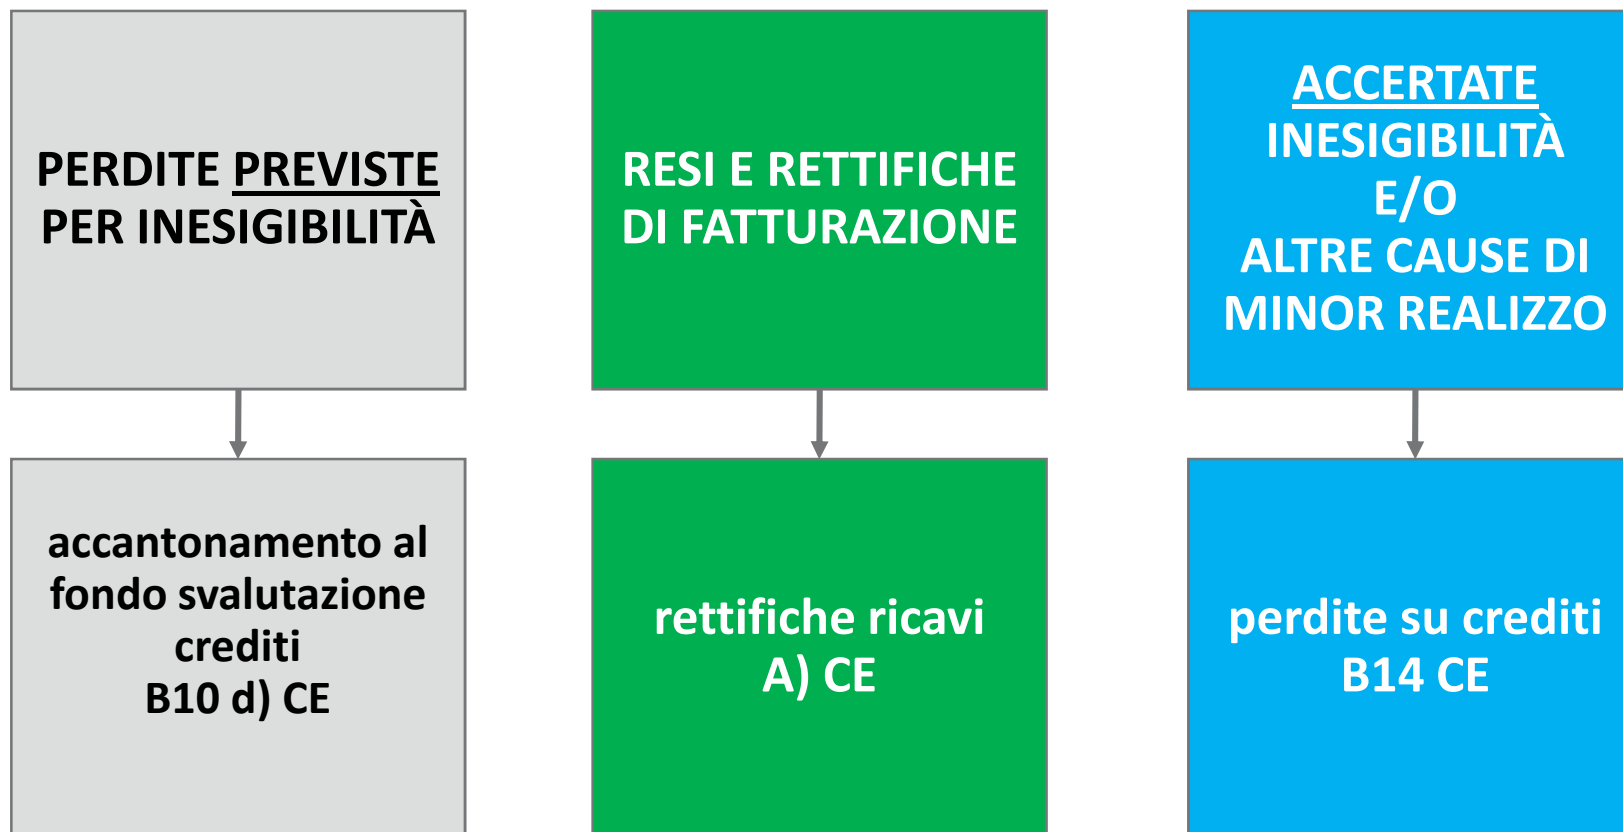 PERDITE PREVISTE
PER INESIGIBILITÀ
RESI E RETTIFICHE
DI FATTURAZIONE
ACCERTATE
INESIGIBILITÀ
E/O
ALTRE CAUSE DI
MINOR REALIZZO
accantonamento al
fondo svalutazione
crediti
B10 d) CE
rettifiche ricavi
A) CE
perdite su crediti
B14 CE